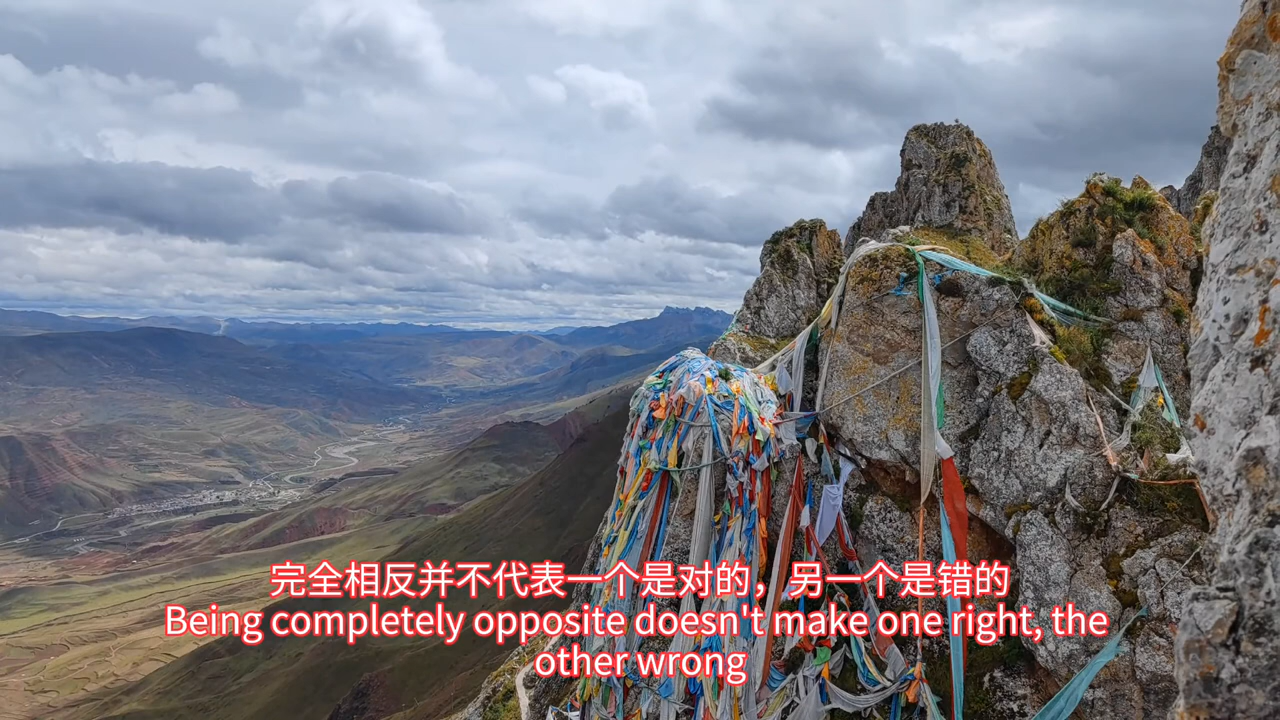 完全相反并不代表一个是对的，另一个是错的
Being completely opposite doesn't make one right, the
other wrong